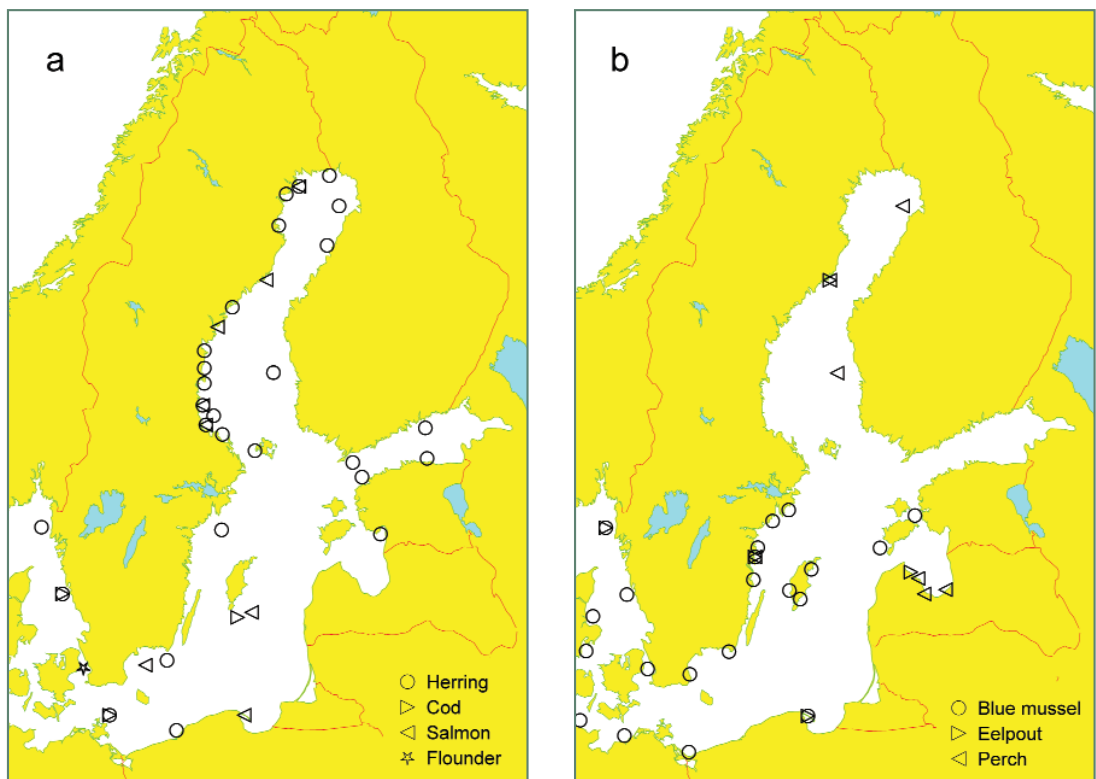 a
Herring
Cod
Salmon
Flounder
b
Blue mussel
Eelpout
Perch